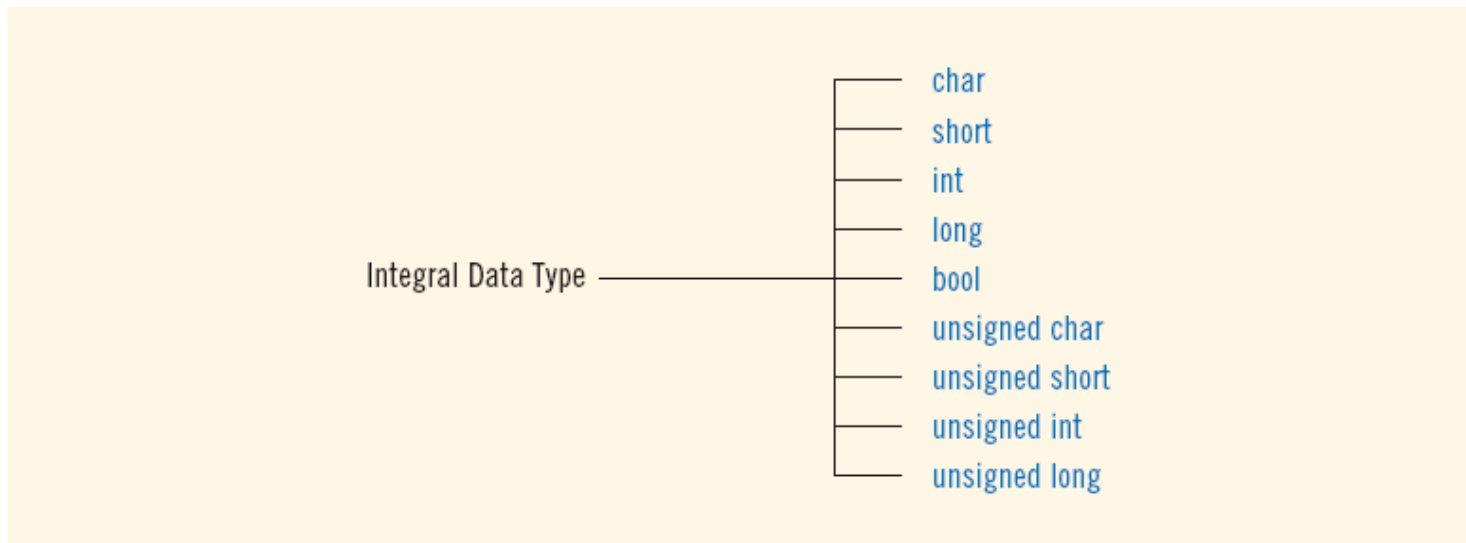 char
short
int
long
Integral Data Type
bool
unsigned char
unsigned short
unsigned int
unsigned long